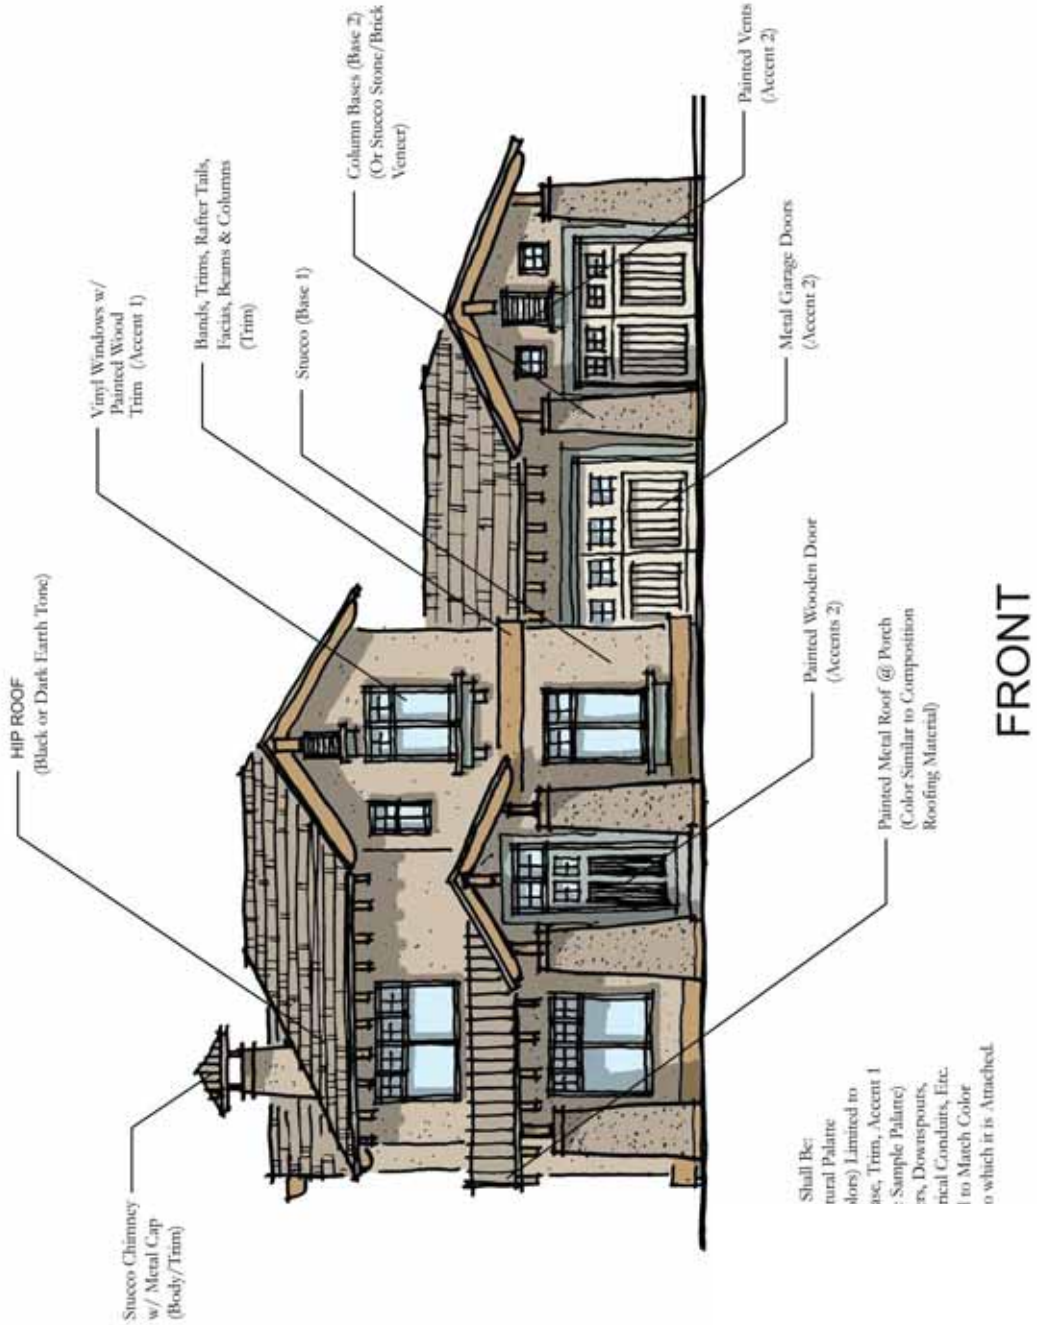 Stucco Chimney
w/ Metal Cap
(Body/Trim)
HIP ROOF
(Black or Dark Earth Tone)
Vinyl Windows w/
Painted Wood
Trim (Accent 1)
Bands, Trims, Rafter Tails,
Facias, Beams & Columns
(Trim)
Stucco (Base 1)
Column Bases (Base 2)
(Or Stucco Stone/Brick
Veneer)
Painted Vents
(Accent 2)
Metal Garage Doors
(Accent 2)
Painted Wooden Door
(Accents 2)
Painted Metal Roof @ Porch
(Color Similar to Composition
Roofing Material)
Shall Be:
tural Palatte
lors) Limited to
ase, Trim, Accent 1
: Sample Palatte)
rs, Downspouts,
rical Conduits, Etc.
l to Match Color
o which it is Attached.
FRONT